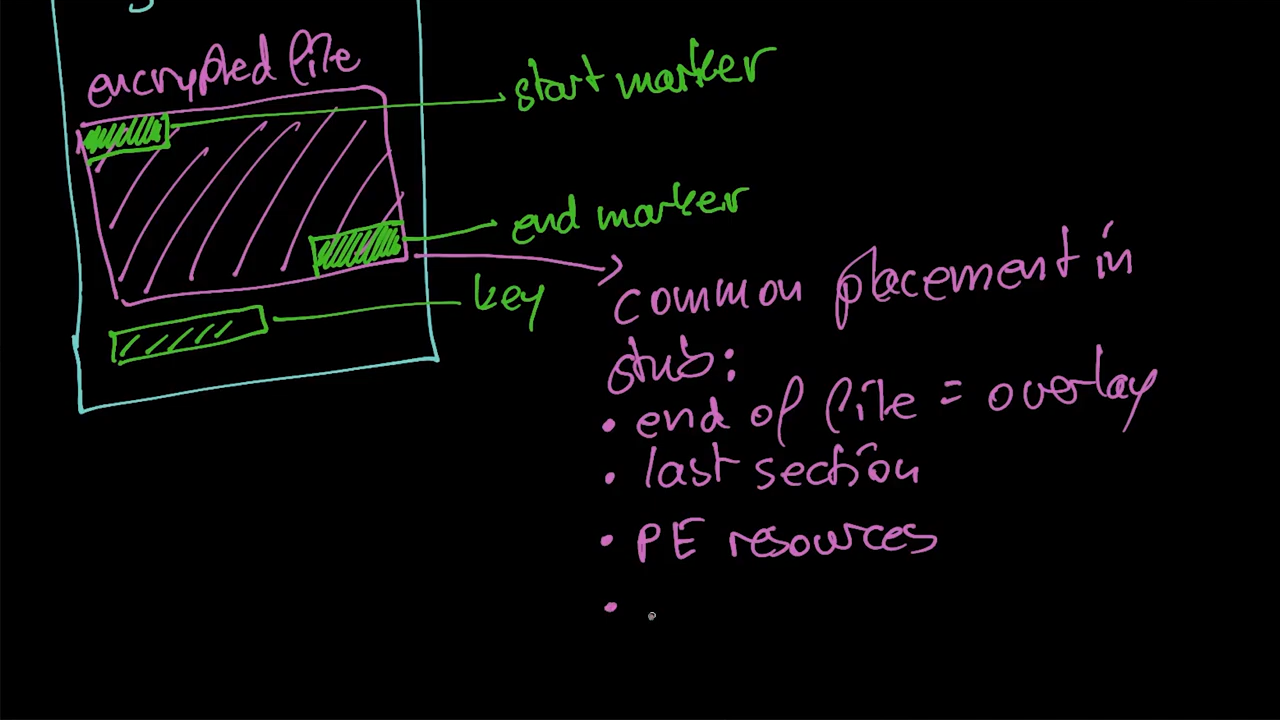 encrypted file
start marker
end marker
key
common placement in
stub:
• end of file = overlay
• last section
• PE resources
•